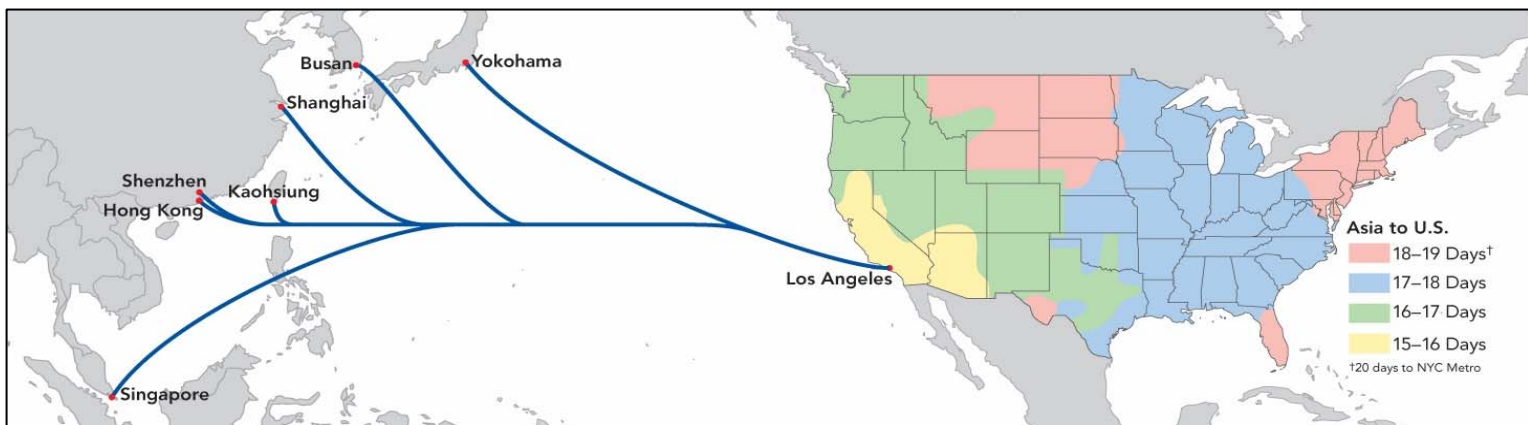 Busan
Yokohama
Shanghai
Shenzhen
Kaohsiung
Hong Kong
Singapore
Los Angeles
Asia to U.S.
18–19 Days†
17–18 Days
16–17 Days
15–16 Days
†20 days to NYC Metro